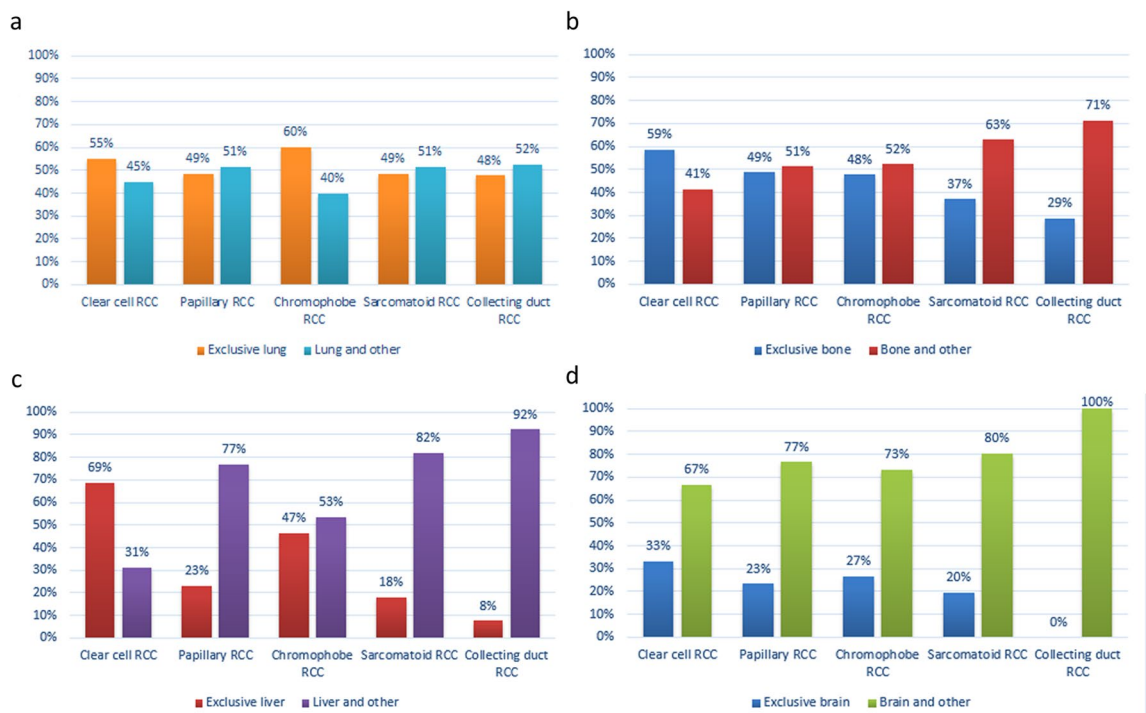 a
100%
90%
80%
70%
60%
50%
40%
30%
20%
10%
0%
55%
45%
49%
51%
60%
40%
49%
51%
48%
52%
Clear cell RCC
Papillary RCC
Chromophobe
RCC
Sarcomatoid RCC
Collecting duct
RCC
Exclusive lung
Lung and other
b
100%
90%
80%
70%
60%
50%
40%
30%
20%
10%
0%
59%
41%
49%
51%
48%
52%
37%
63%
29%
71%
Clear cell RCC
Papillary RCC
Chromophobe
RCC
Sarcomatoid RCC
Collecting duct
RCC
Exclusive bone
Bone and other
c
100%
90%
80%
70%
60%
50%
40%
30%
20%
10%
0%
69%
31%
23%
77%
47%
53%
18%
82%
8%
92%
Clear cell RCC
Papillary RCC
Chromophobe
RCC
Sarcomatoid RCC
Collecting duct
RCC
Exclusive liver
Liver and other
d
100%
90%
80%
70%
60%
50%
40%
30%
20%
10%
0%
33%
67%
23%
77%
27%
73%
20%
80%
0%
100%
Clear cell RCC
Papillary RCC
Chromophobe
RCC
Sarcomatoid RCC
Collecting duct
RCC
Exclusive brain
Brain and other